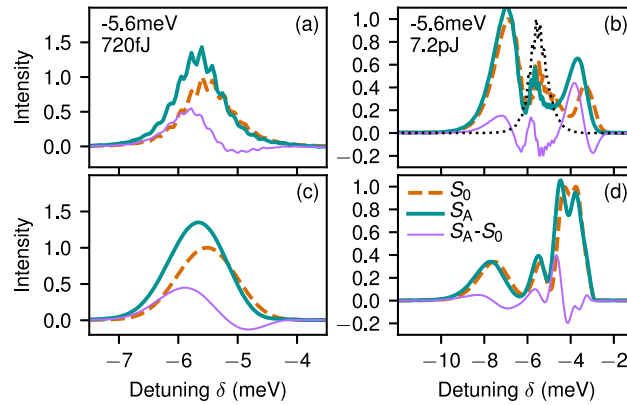 -5.6meV
720fJ
(a)
Intensity
1.5
1.0
0.5
0.0
-5.6meV
7.2pJ
(b)
1.0
0.8
0.6
0.4
0.2
0.0
−0.2
(c)
Intensity
1.5
1.0
0.5
0.0
−7 −6 −5 −4
Detuning δ (meV)
(d)
S0
SA
SA-S0
1.0
0.8
0.6
0.4
0.2
0.0
−0.2
−10 −8 −6 −4 −2
Detuning δ (meV)